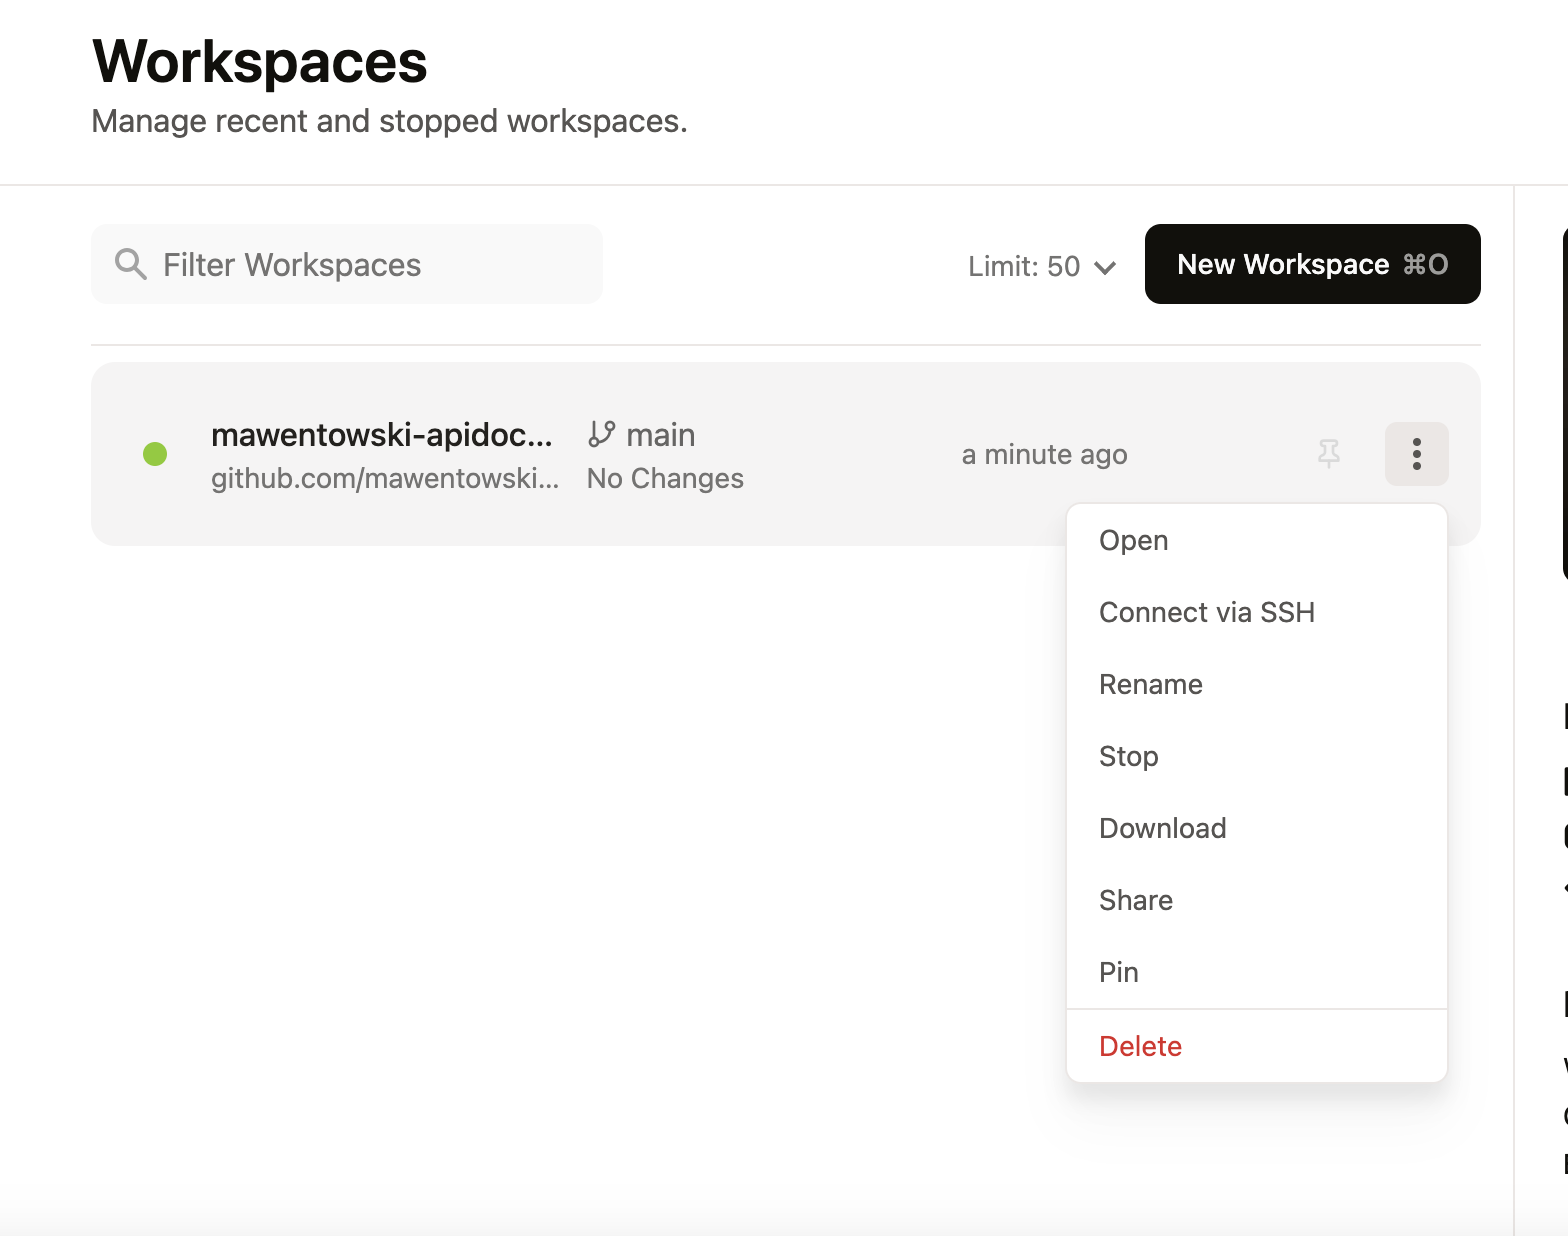 Workspaces
Manage recent and stopped workspaces.
Filter Workspaces
Limit: 50
New Workspace ⌘O
mawentowski-apidoc...
main
github.com/mawentowski...
No Changes
a minute ago
Open
Connect via SSH
Rename
Stop
Download
Share
Pin
Delete